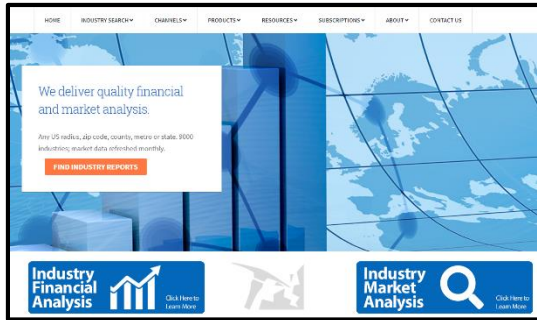 HOME INDUSTRY SEARCH CHANNELS PRODUCTS RESOURCES SUBSCRIPTIONS ABOUT CONTACT US
We deliver quality financial
and market analysis.
Any US radius, zip code, county, metro or state. 8000
industries; market data refreshed monthly.
FIND INDUSTRY REPORTS
Industry
Financial
Analysis
Click Here to
Learn More
Industry
Market
Analysis
Click Here to
Learn More